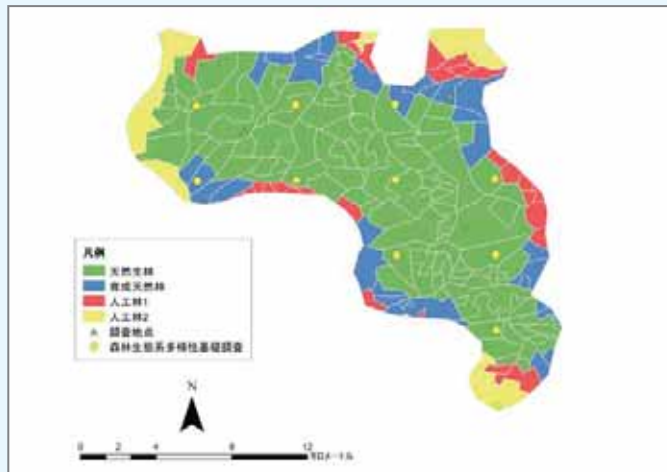 凡例
天然生林
育成天然林
人工林1
人工林2
調査地点
森林生態系多様性基礎調査
N
0 2 4 8 12
キロメートル